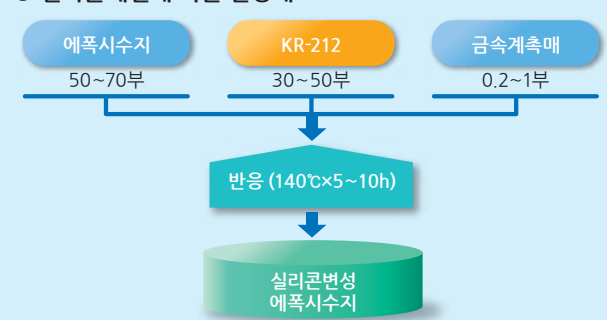 에폭시수지
KR-212
금속계촉매
50~70부
30~50부
0.2~1부
반응 (140℃×5~10h)
실리콘변성
에폭시수지